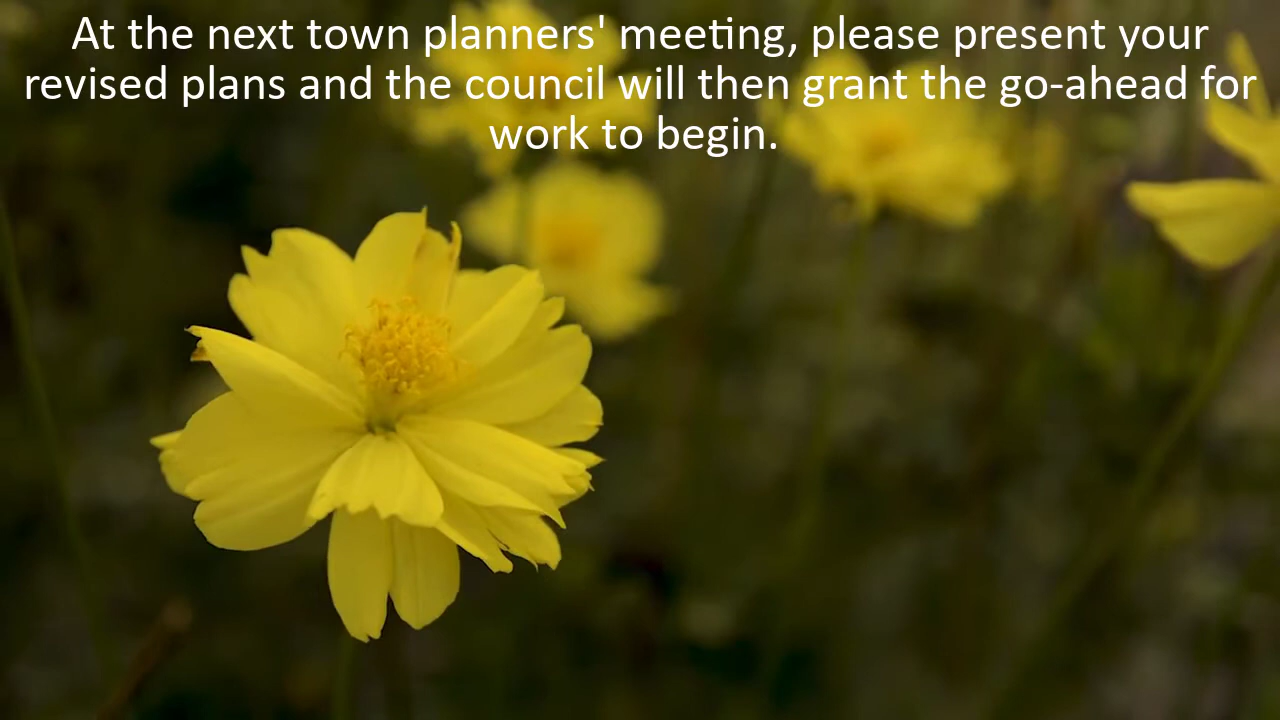 At the next town planners' meeting, please present your
revised plans and the council will then grant the go-ahead for
work to begin.